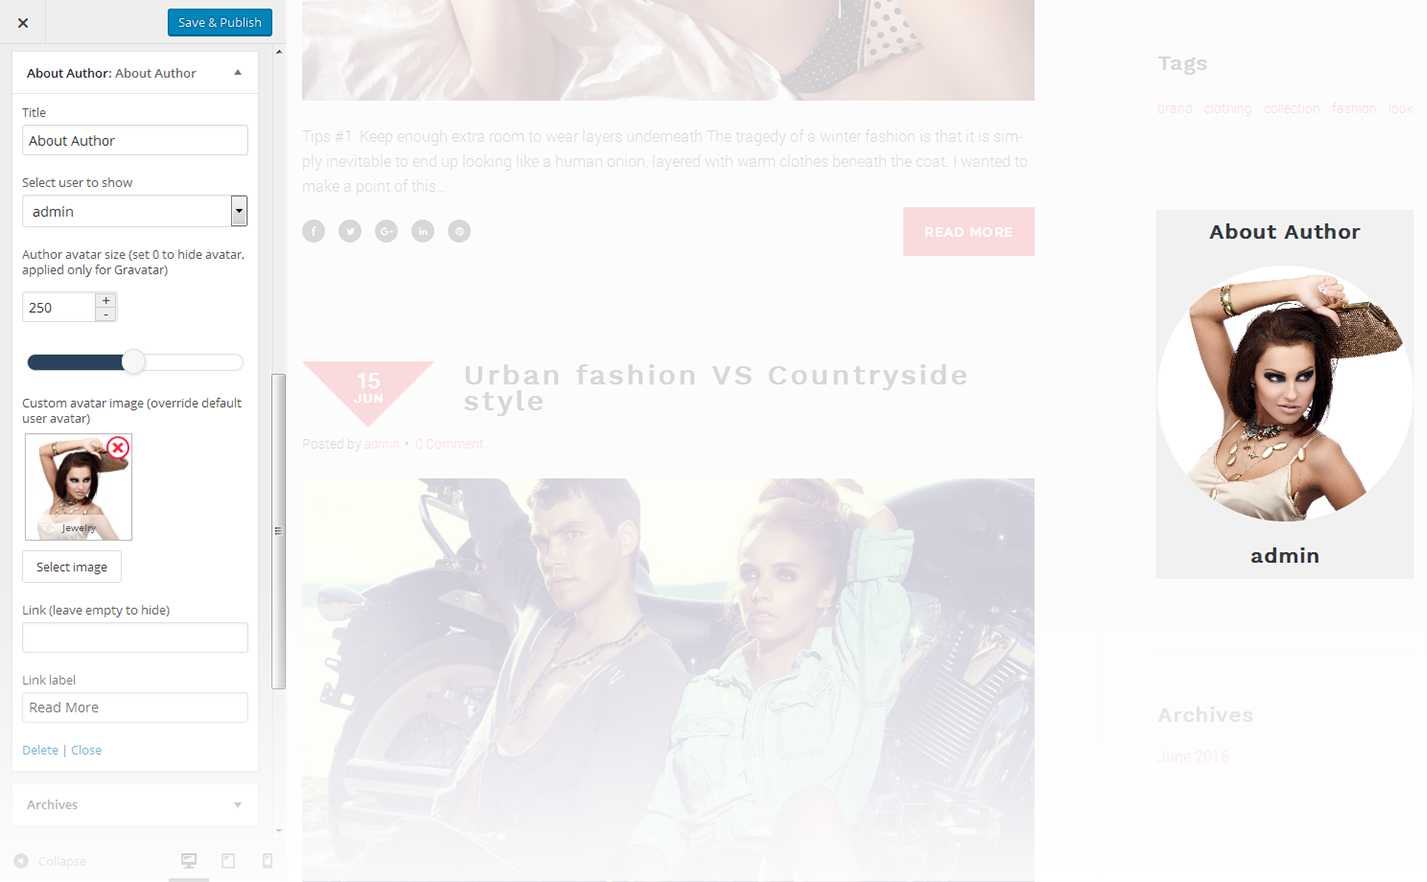 Save & Publish
About Author: About Author
Title
About Author
Select user to show
admin
Author avatar size (set 0 to hide avatar,
applied only for Gravatar)
250
+
-
Custom avatar image (override default
user avatar)
Jewelry
Select image
Link (leave empty to hide)
Link label
Read More
Delete | Close
Archives
Collapse
Tips #1: Keep enough extra room to wear layers underneath The tragedy of a winter fashion is that it is sim-
ply inevitable to end up looking like a human onion, layered with warm clothes beneath the coat. I wanted to
make a point of this...
READ MORE
15
JUN
Urban fashion VS Countryside
style
Posted by admin • 0 Comment
Tags
brand clothing collection fashion look
About Author
admin
Archives
June 2016